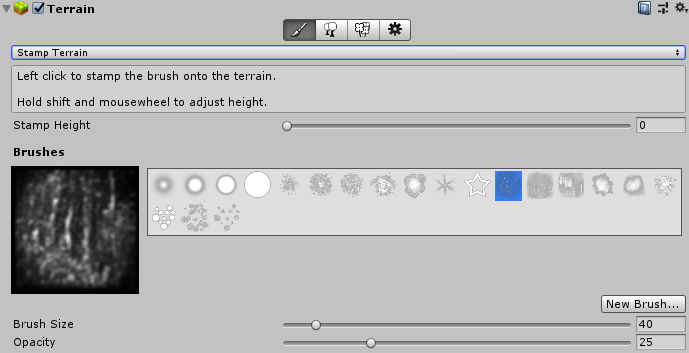 Terrain
Stamp Terrain
Left click to stamp the brush onto the terrain.
Hold shift and mousewheel to adjust height.
Stamp Height 0
Brushes
New Brush...
Brush Size 40
Opacity 25